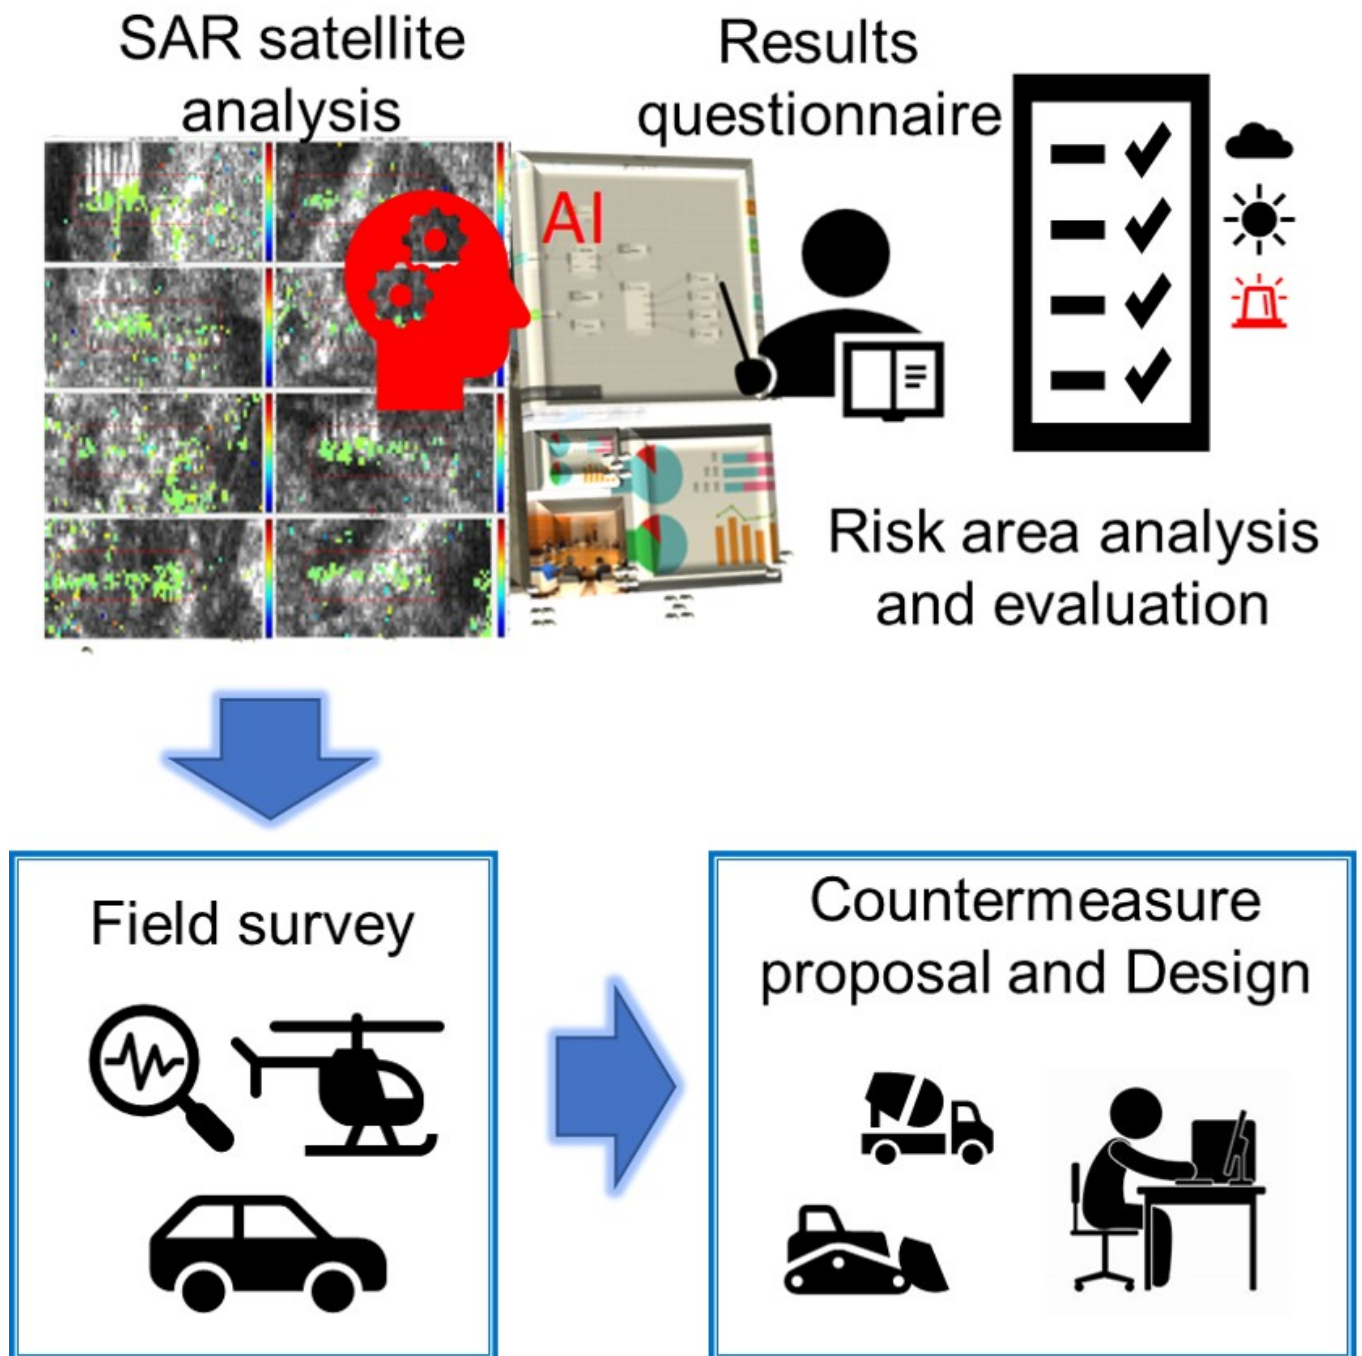 SAR satellite
analysis
Results
questionnaire
AI
Risk area analysis
and evaluation
Field survey
Countermeasure
proposal and Design